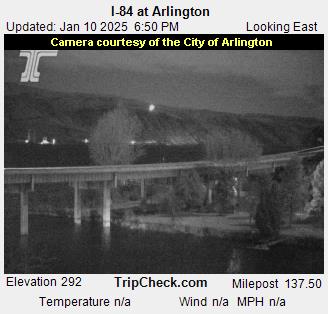 I-84 at Arlington
Updated: Jan 10 2025 6:50 PM Looking East
Camera courtesy of the City of Arlington
Elevation 292 TripCheck.com Milepost 137.50
Temperature n/a Wind n/a MPH n/a